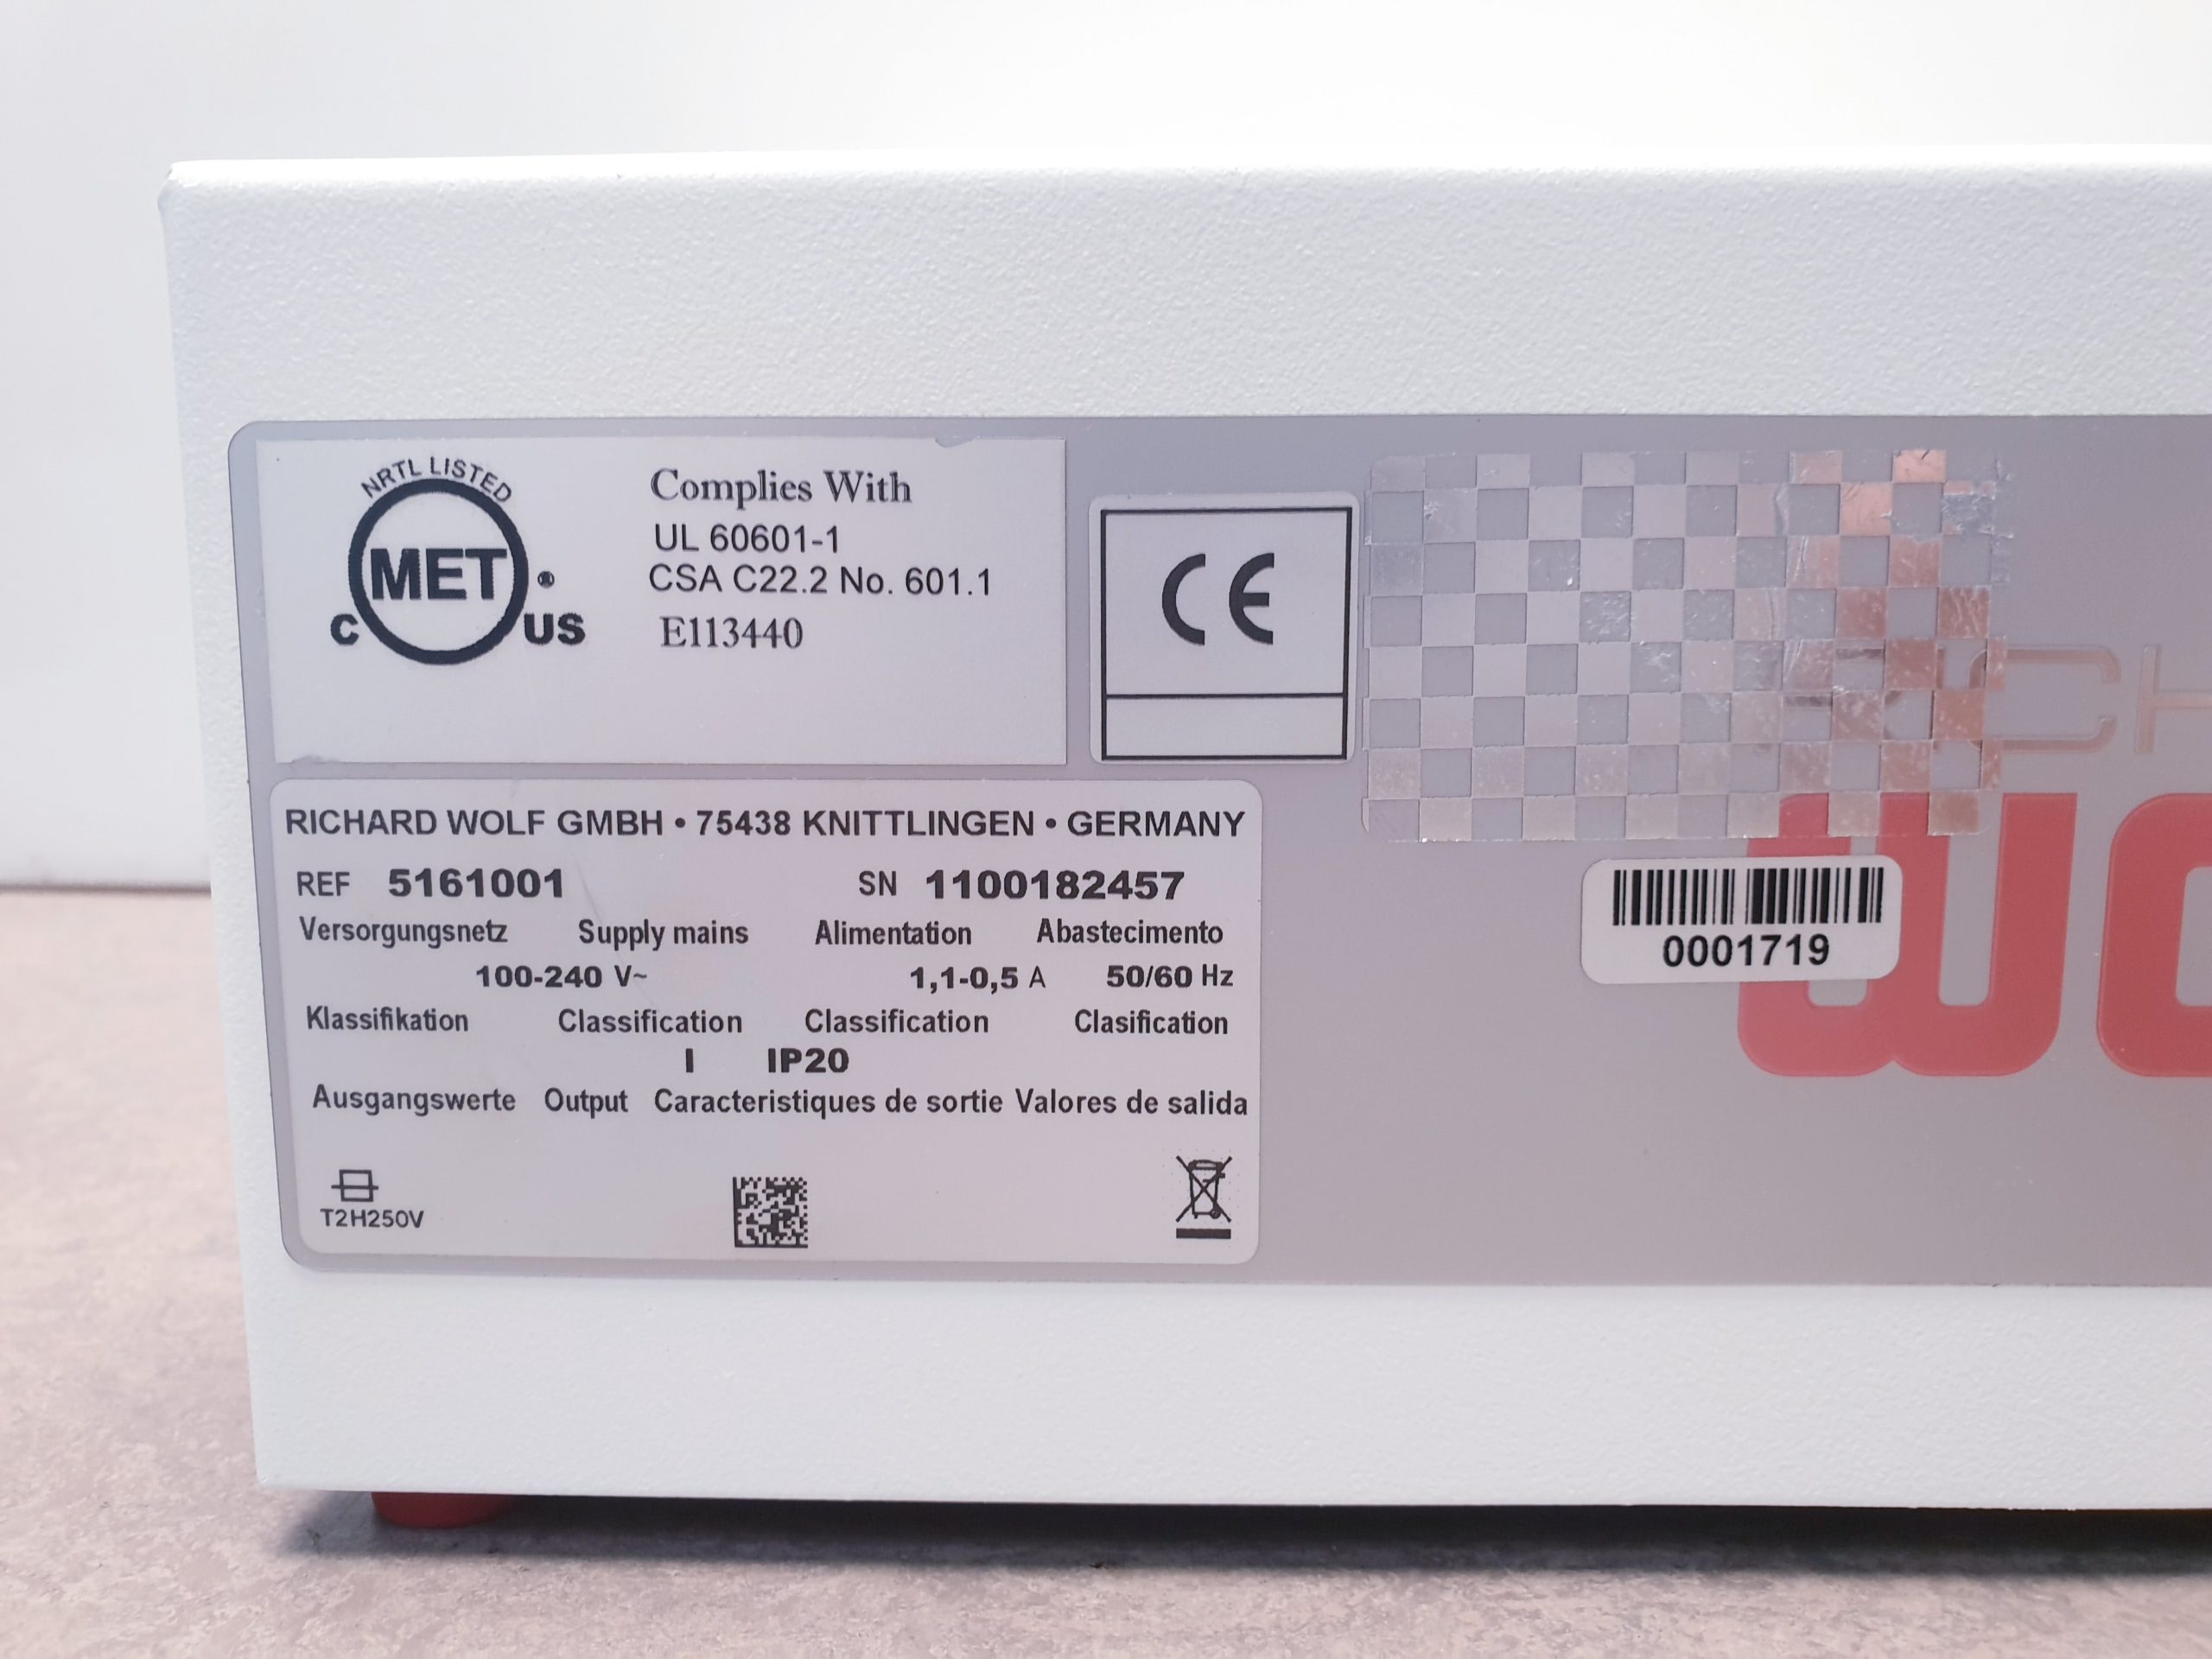 NRTL LISTED
MET ®
C US
Complies With
UL 60601-1
CSA C22.2 No. 601.1
E113440
CE
RICHARD WOLF GMBH • 75438 KNITTLINGEN • GERMANY
REF 5161001 SN 1100182457
Versorgungsnetz Supply mains Alimentation Abastecimento
100-240 V~ 1,1-0,5 A 50/60 Hz
Klassifikation Classification Classification Clasification
I IP20
Ausgangswerte Output Caracteristiques de sortie Valores de salida
T2H250V
0001719